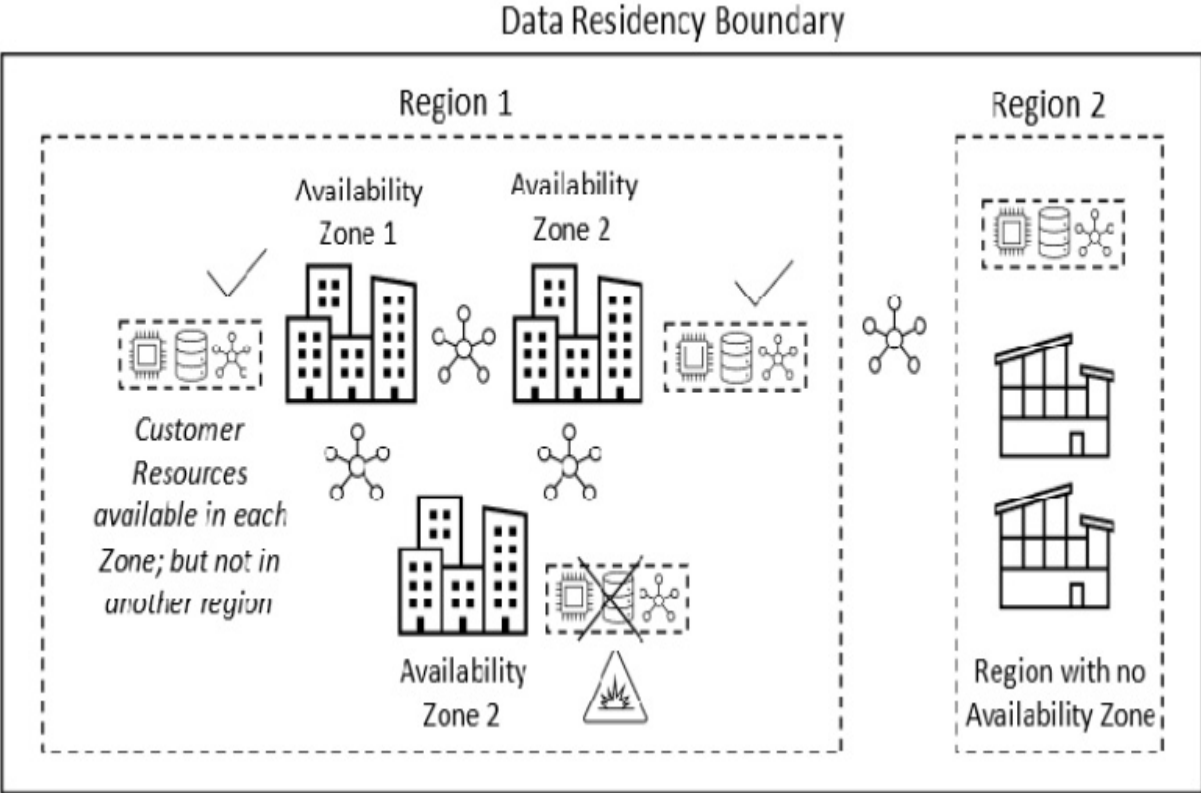 Data Residency Boundary
Region 1
Region 2
Availability
Zone 1
Availability
Zone 2
Customer
Resources
available in each
Zone; but not in
another region
Availability
Zone 2
Region with no
Availability Zone